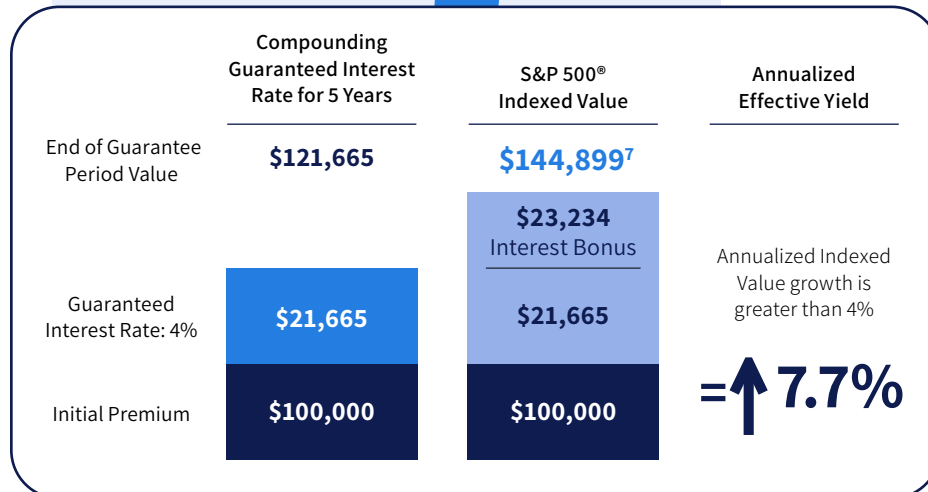 Compounding
Guaranteed Interest
Rate for 5 Years
S&P 500®
Indexed Value
Annualized
Effective Yield
End of Guarantee
Period Value
$121,665
$144,899⁷
$23,234
Interest Bonus
Guaranteed
Interest Rate: 4%
$21,665
$21,665
Annualized Indexed
Value growth is
greater than 4%
Initial Premium
$100,000
$100,000
=↑7.7%